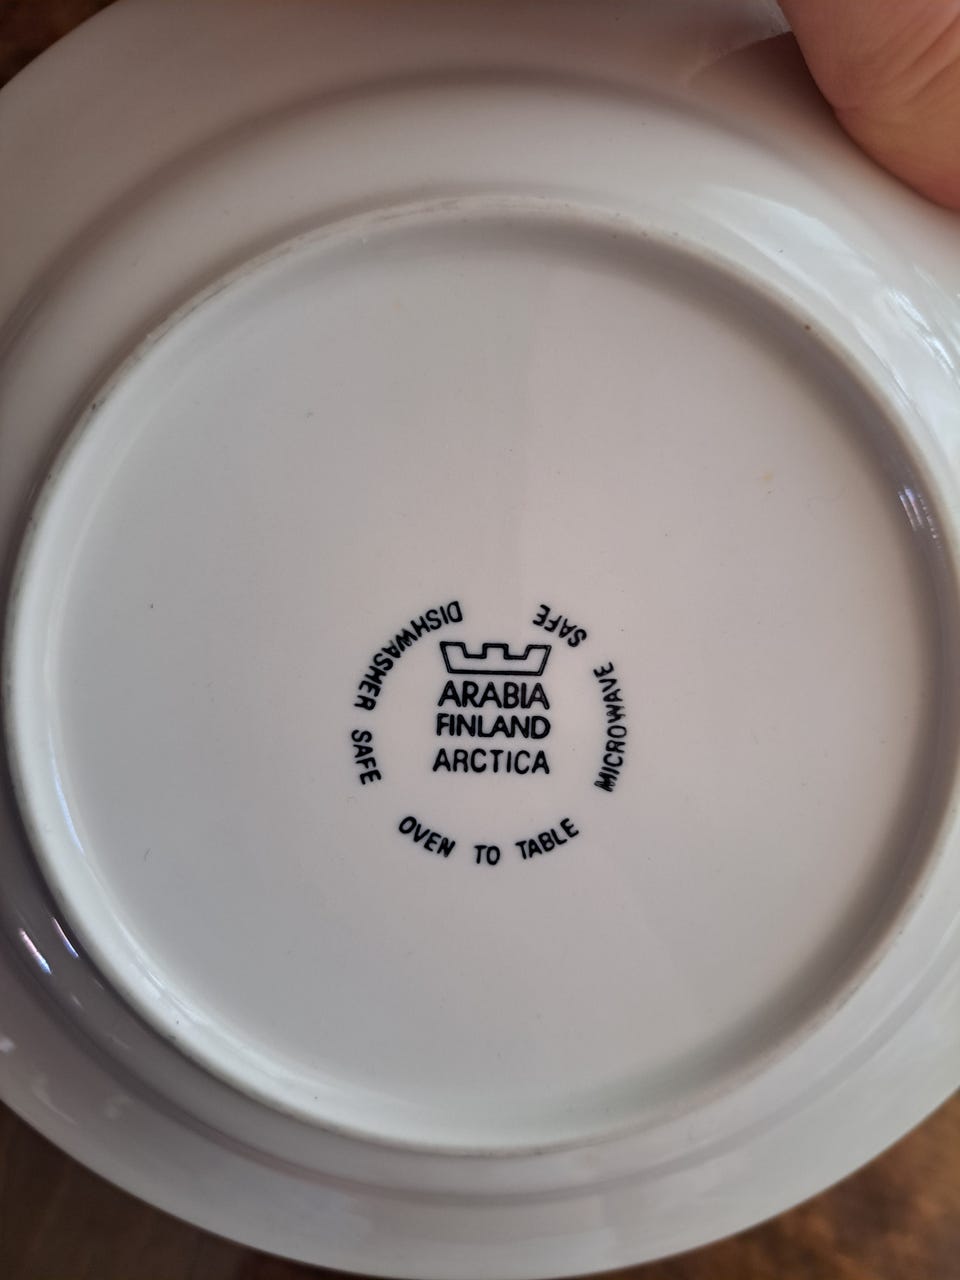 ARABIA
FINLAND
ARCTICA
DISHWASHER SAFE
OVEN TO TABLE
MICROWAVE SAFE